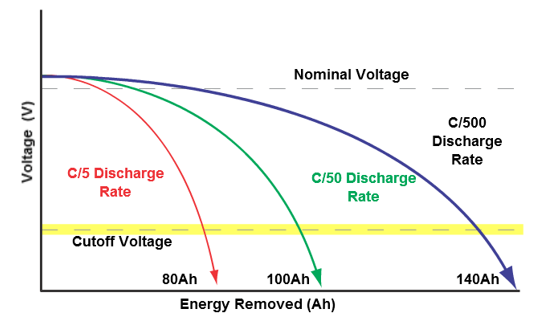 Nominal Voltage
C/500
Discharge
Rate
Voltage (V)
C/5 Discharge
Rate
C/50 Discharge
Rate
Cutoff Voltage
80Ah
100Ah
140Ah
Energy Removed (Ah)